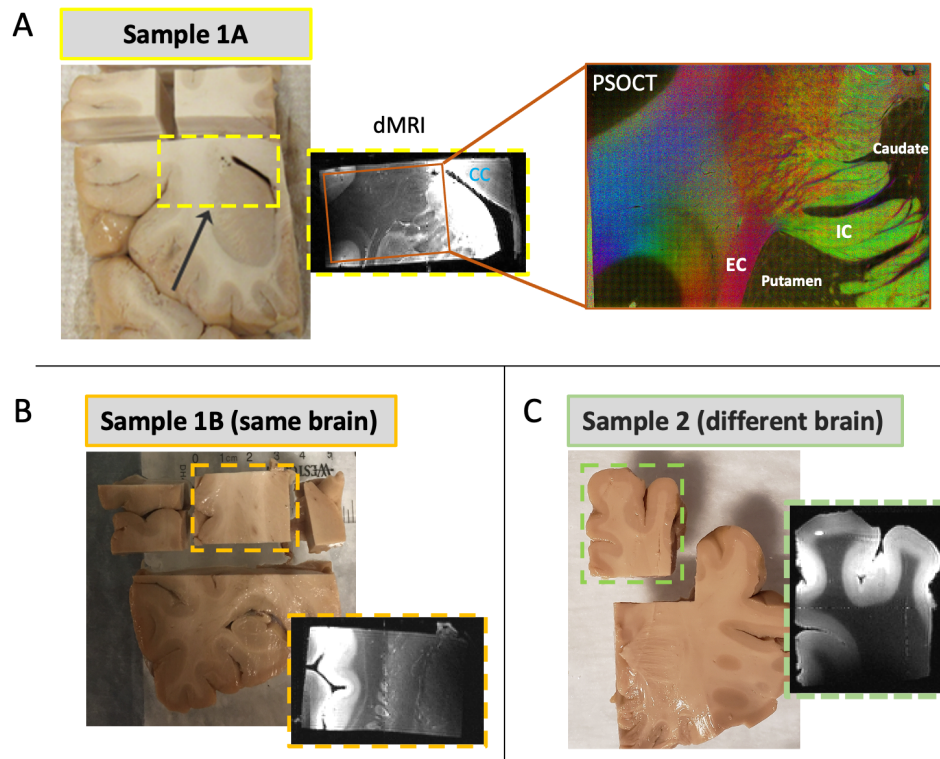 A
Sample 1A
dMRI
CC
PSOCT
Caudate
IC
EC
Putamen
B
Sample 1B (same brain)
0 1cm 2 3 4 5
C
Sample 2 (different brain)